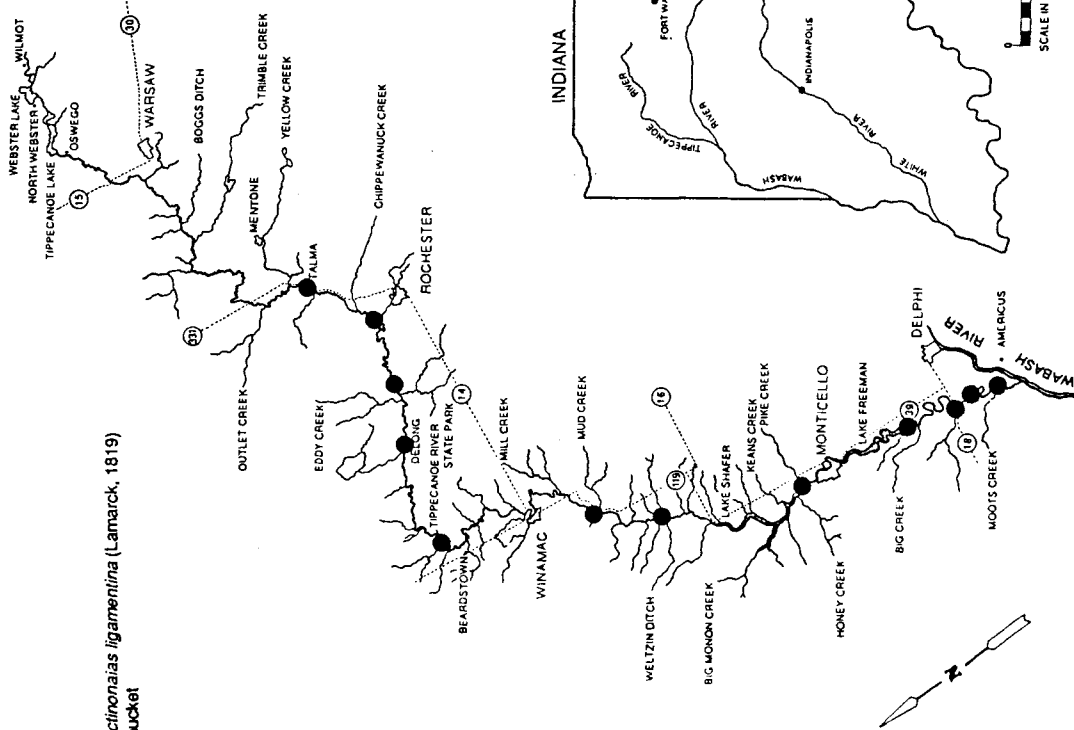 ctinonaias ligamentina (Lamarck, 1819)
ucket
WEBSTER LAKE
WILMOT
NORTH WEBSTER
TIPPECANOE LAKE
OSWEGO
30
15
WARSAW
BOGGS DITCH
TRIMBLE CREEK
YELLOW CREEK
MENTONE
CHIPPEWANUCK CREEK
TALMA
331
ROCHESTER
OUTLET CREEK
EDDY CREEK
DELONG
TIPPECANOE RIVER
STATE PARK
14
MILL CREEK
BEARDSTOWN
WINAMAC
MUD CREEK
16
119
WELTZIN DITCH
BIG MONON CREEK
LAKE SHAFER
KEANS CREEK
PIKE CREEK
MONTICELLO
HONEY CREEK
LAKE FREEMAN
39
BIG CREEK
18
MOOTS CREEK
DELPHI
WABASH RIVER
AMERICUS
N
INDIANA
FORT WA
TIPPECANOE RIVER
RIVER
WABASH
INDIANAPOLIS
WHITE RIVER
0
SCALE IN